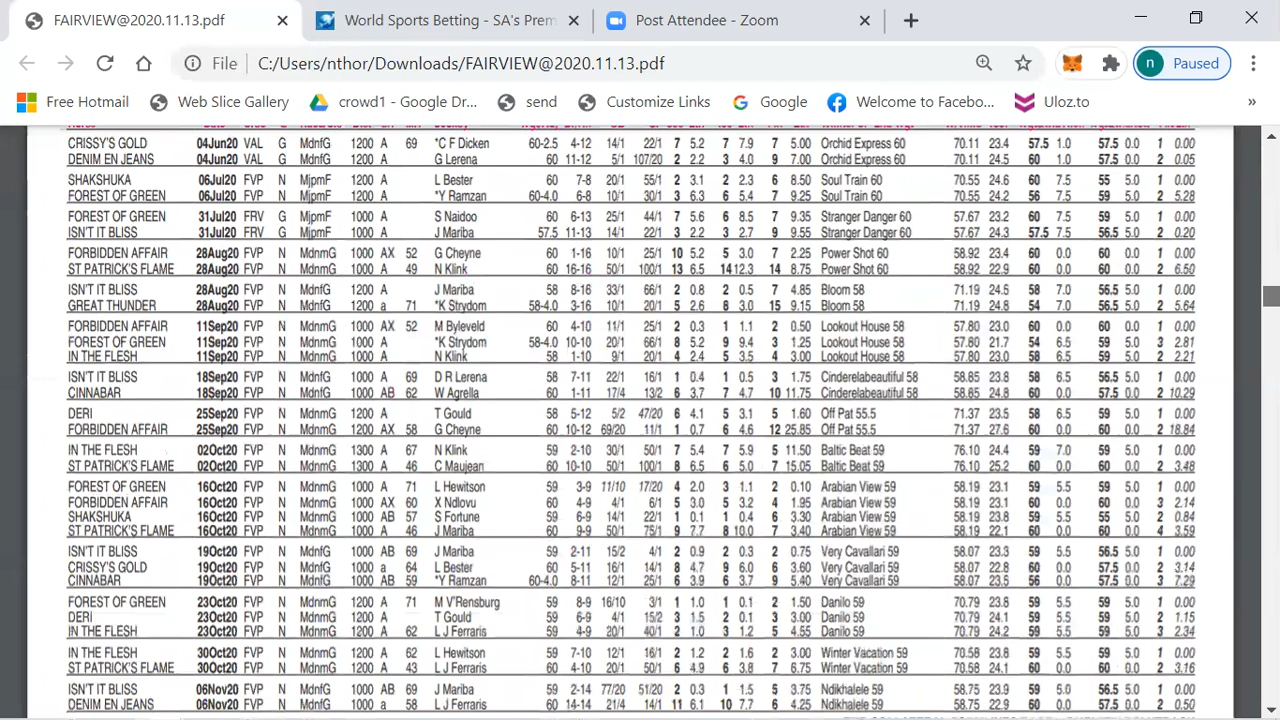 FAIRVIEW@2020.11.13.pdf World Sports Betting - SA's Prem Post Attendee - Zoom
File C:/Users/nthor/Downloads/FAIRVIEW@2020.11.13.pdf n Paused
Free Hotmail Web Slice Gallery crowd1 - Google Dr... send Customize Links Google Welcome to Facebo... Uloz.to »
CRISSY'S GOLD 04Jun20 VAL G MdnfG 1200 A 69 *C F Dicken 60-2.5 4-12 14/1 22/1 7 5.2 7 7.9 7 5.00 Orchid Express 60 70.11 23.4 57.5 1.0 57.5 0.0 1 0.00
DENIM EN JEANS 04Jun20 VAL G MdnfG 1200 A G Lerena 60 11-12 5/1 107/20 2 2.2 3 4.0 9 7.00 Orchid Express 60 70.11 24.5 60 1.0 57.5 0.0 2 0.05
SHAKSHUKA 06Jul20 FVP N MjpmF 1200 A L Bester 60 7-8 20/1 55/1 2 3.1 2 2.3 6 8.50 Soul Train 60 70.55 24.6 60 7.5 55 5.0 1 0.00
FOREST OF GREEN 06Jul20 FVP N MjpmF 1200 A *Y Ramzan 60-4.0 6-8 10/1 30/1 3 6.3 5 5.4 7 9.25 Soul Train 60 70.55 24.2 56 7.5 59 5.0 2 5.28
FOREST OF GREEN 31Jul20 FRV G MjpmF 1000 A S Naidoo 60 6-13 25/1 44/1 7 5.6 6 8.5 7 9.35 Stranger Danger 60 57.67 23.2 60 7.5 59 5.0 1 0.00
ISN'T IT BLISS 31Jul20 FRV G MjpmF 1000 A J Mariba 57.5 11-13 14/1 22/1 3 2.2 3 2.7 9 9.55 Stranger Danger 60 57.67 24.3 57.5 7.5 56.5 5.0 2 0.20
FORBIDDEN AFFAIR 28Aug20 FVP N MdnmG 1000 AX 52 G Cheyne 60 1-16 10/1 25/1 10 5.2 5 3.0 7 2.25 Power Shot 60 58.92 23.4 60 0.0 60 0.0 1 0.00
ST PATRICK'S FLAME 28Aug20 FVP N MdnmG 1000 A 49 N Klink 60 16-16 50/1 100/1 13 6.5 14 12.3 14 8.75 Power Shot 60 58.92 22.9 60 0.0 60 0.0 2 6.50
ISN'T IT BLISS 28Aug20 FVP N MdnfG 1200 A J Mariba 58 8-16 33/1 66/1 2 0.8 2 0.5 7 4.85 Bloom 58 71.19 24.5 58 7.0 56.5 5.0 1 0.00
GREAT THUNDER 28Aug20 FVP N MdnfG 1200 a 71 *K Strydom 58-4.0 3-16 10/1 20/1 5 2.6 8 3.0 15 9.15 Bloom 58 71.19 24.8 54 7.0 56.5 5.0 2 5.64
FORBIDDEN AFFAIR 11Sep20 FVP N MdnmG 1000 AX 52 M Byleveld 60 4-10 11/1 25/1 2 0.3 1 1.1 2 0.50 Lookout House 58 57.80 23.0 60 0.0 60 0.0 1 0.00
FOREST OF GREEN 11Sep20 FVP N MdnmG 1000 A *K Strydom 58-4.0 10-10 20/1 66/1 8 5.2 9 9.4 3 1.25 Lookout House 58 57.80 21.7 54 6.5 59 5.0 3 2.81
IN THE FLESH 11Sep20 FVP N MdnmG 1000 A N Klink 58 1-10 9/1 20/1 4 2.4 5 3.5 4 3.00 Lookout House 58 57.80 23.0 58 6.5 59 5.0 2 2.21
ISN'T IT BLISS 18Sep20 FVP N MdnfG 1000 A 69 D R Lerena 58 7-11 22/1 16/1 1 0.4 1 0.5 3 1.75 Cinderelabeautiful 58 58.85 23.8 58 6.5 56.5 5.0 1 0.00
CINNABAR 18Sep20 FVP N MdnfG 1000 AB 62 W Agrella 60 1-11 17/4 13/2 6 3.7 7 4.7 10 11.75 Cinderelabeautiful 58 58.85 24.8 60 0.0 57.5 0.0 2 10.29
DERI 25Sep20 FVP N MdnmG 1200 A T Gould 58 5-12 5/2 47/20 6 4.1 5 3.1 5 1.60 Off Pat 55.5 71.37 23.5 58 6.5 59 5.0 1 0.00
FORBIDDEN AFFAIR 25Sep20 FVP N MdnmG 1200 AX 58 G Cheyne 60 10-12 69/20 11/1 1 0.7 6 4.6 12 25.85 Off Pat 55.5 71.37 27.6 60 0.0 60 0.0 2 18.84
IN THE FLESH 02Oct20 FVP N MdnmG 1300 A 67 N Klink 59 2-10 30/1 50/1 7 5.4 7 5.9 5 11.50 Baltic Beat 59 76.10 24.4 59 7.0 59 5.0 1 0.00
ST PATRICK'S FLAME 02Oct20 FVP N MdnmG 1300 A 46 C Maujean 60 10-10 50/1 100/1 8 6.5 6 5.0 7 15.05 Baltic Beat 59 76.10 25.2 60 0.0 60 0.0 2 3.48
FOREST OF GREEN 16Oct20 FVP N MdnmG 1000 A 71 L Hewitson 59 3-9 11/10 17/20 4 2.0 3 1.1 2 0.10 Arabian View 59 58.19 23.1 59 5.5 59 5.0 1 0.00
FORBIDDEN AFFAIR 16Oct20 FVP N MdnmG 1000 AX 60 X Ndlovu 59 4-9 4/1 6/1 5 3.0 5 3.2 4 1.95 Arabian View 59 58.19 23.1 60 0.0 60 0.0 3 2.14
SHAKSHUKA 16Oct20 FVP N MdnmG 1000 AB 57 S Fortune 59 6-9 14/1 22/1 1 0.1 1 0.4 6 3.30 Arabian View 59 58.19 23.8 59 5.5 55 5.0 2 0.84
ST PATRICK'S FLAME 16Oct20 FVP N MdnmG 1000 A 46 J Mariba 60 9-9 50/1 75/1 9 7.7 8 10.0 7 3.40 Arabian View 59 58.19 22.1 60 0.0 60 0.0 4 3.59
ISN'T IT BLISS 19Oct20 FVP N MdnfG 1000 AB 69 J Mariba 59 2-11 15/2 4/1 2 0.9 2 0.3 2 0.75 Very Cavallari 59 58.07 23.3 59 5.5 56.5 5.0 1 0.00
CRISSY'S GOLD 19Oct20 FVP N MdnfG 1000 a 64 L Bester 59 5-11 16/1 14/1 8 4.7 9 6.0 6 3.60 Very Cavallari 59 58.07 22.8 60 0.0 57.5 0.0 2 3.14
CINNABAR 19Oct20 FVP N MdnfG 1000 AB 59 *Y Ramzan 60-4.0 8-11 12/1 25/1 6 3.9 6 3.7 9 5.40 Very Cavallari 59 58.07 23.5 56 0.0 57.5 0.0 3 7.29
FOREST OF GREEN 23Oct20 FVP N MdnmG 1200 A 71 M V'Rensburg 59 8-9 16/10 3/1 1 1.0 1 0.1 2 1.50 Danilo 59 70.79 23.8 59 5.5 59 5.0 1 0.00
DERI 23Oct20 FVP N MdnmG 1200 A T Gould 59 6-9 4/1 15/2 3 1.5 2 0.1 3 3.00 Danilo 59 70.79 24.0 59 5.5 59 5.0 2 1.15
IN THE FLESH 23Oct20 FVP N MdnmG 1200 A 62 L J Ferraris 59 4-9 20/1 40/1 2 1.0 3 1.2 5 4.55 Danilo 59 70.79 24.2 59 5.5 59 5.0 3 2.34
IN THE FLESH 30Oct20 FVP N MdnmG 1200 A 62 L Hewitson 59 7-10 12/1 16/1 2 1.2 2 1.6 6 2.90 Winter Vacation 59 70.58 23.8 59 5.5 59 5.0 1 0.00
ST PATRICK'S FLAME 30Oct20 FVP N MdnmG 1200 A 43 L J Ferraris 60 4-10 20/1 50/1 6 4.9 6 3.8 7 6.75 Winter Vacation 59 70.58 24.1 60 0.0 60 0.0 2 3.16
ISN'T IT BLISS 06Nov20 FVP N MdnfG 1000 AB 69 J Mariba 59 2-14 77/20 51/20 2 0.3 1 1.5 5 3.75 Ndikhalele 59 58.75 23.9 59 5.0 56.5 5.0 1 0.00
DENIM EN JEANS 06Nov20 FVP N MdnfG 1000 a 58 J Mariba 60 14-14 21/4 14/1 11 6.1 10 7.7 6 4.25 Ndikhalele 59 58.75 22.9 60 0.0 57.5 0.0 2 0.50